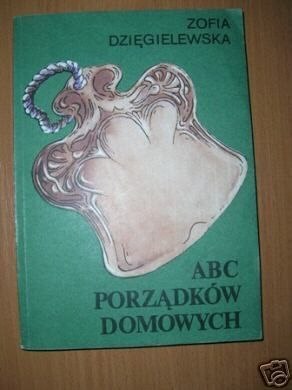 ZOFIA
DZIĘGIELEWSKA
ABC
PORZĄDKÓW
DOMOWYCH